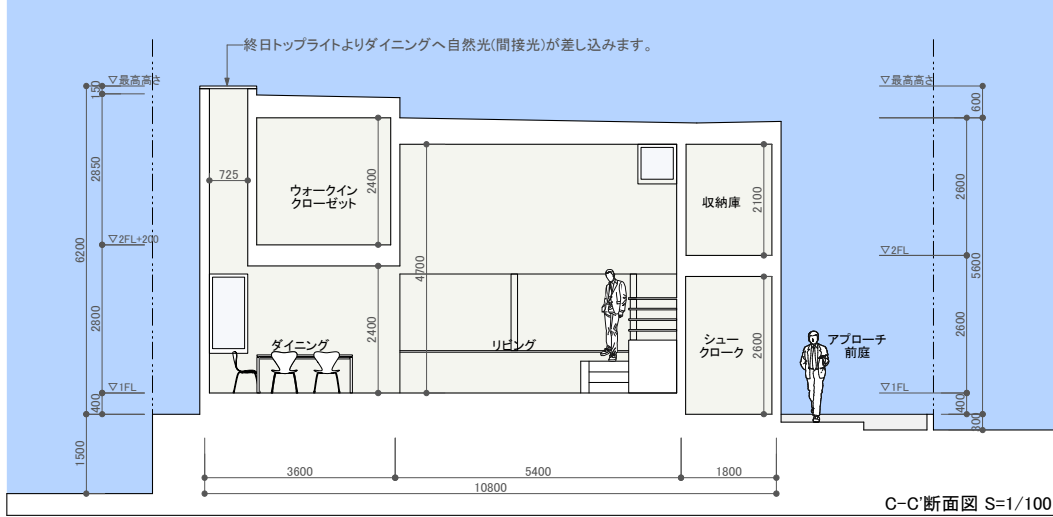 終日トップライトよりダイニングへ自然光(間接光)が差し込みます。
▽最高高さ
▽最高高さ
150
600
2850
725
ウォークイン
クローゼット
2400
収納庫
2100
2600
▽2FL+200
▽2FL
6200
4700
5600
2800
2400
ダイニング
リビング
シュー
クローク
2600
アプローチ
前庭
2600
▽1FL
▽1FL
400
400
300
1500
3600
5400
1800
10800
C-C'断面図 S=1/100